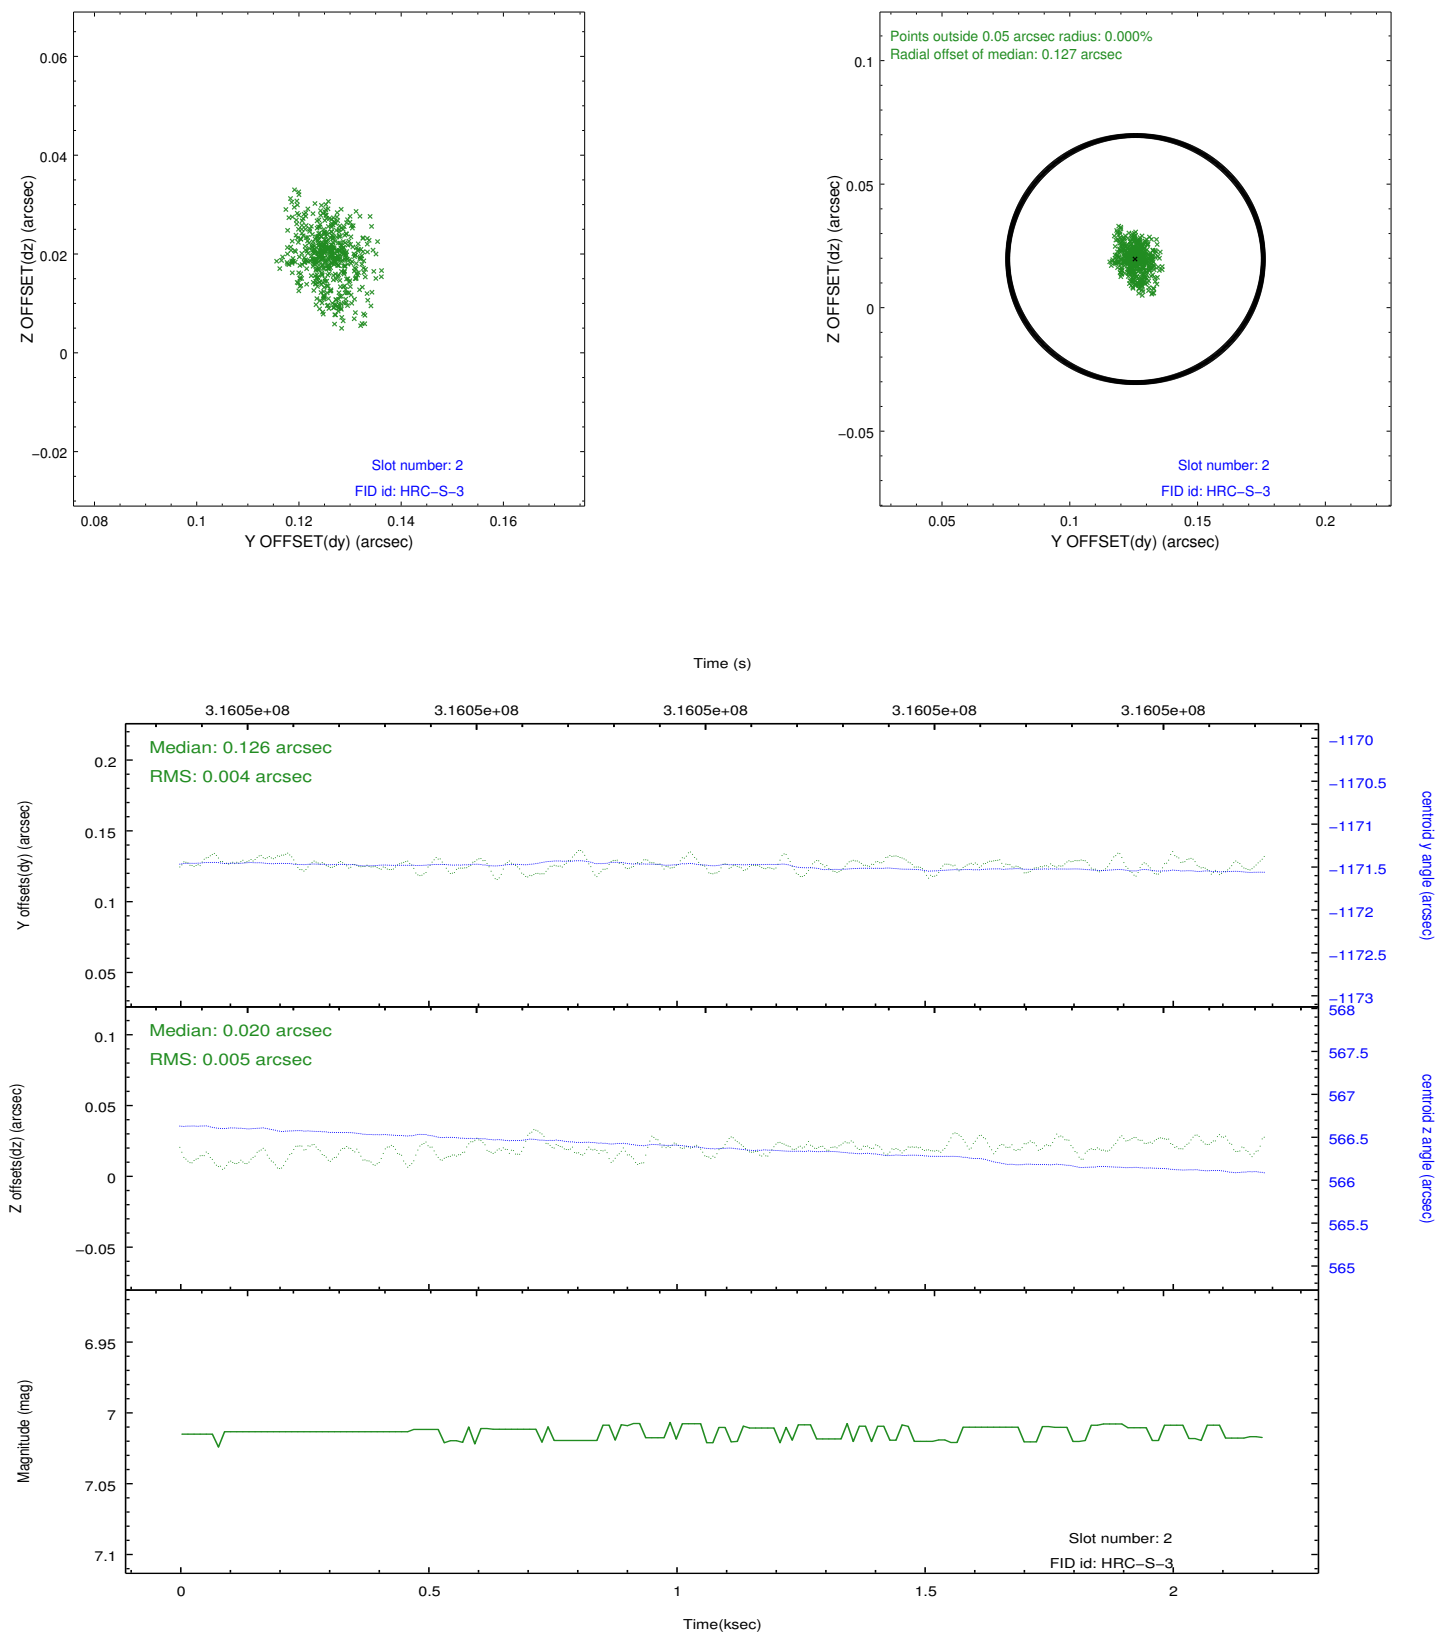 0.06
0.04
0.02
0
−0.02
Z OFFSET(dz) (arcsec)
Slot number: 2
FID id: HRC−S−3
0.08
0.1
0.12
0.14
0.16
Y OFFSET(dy) (arcsec)
Points outside 0.05 arcsec radius: 0.000%
Radial offset of median: 0.127 arcsec
0.1
0.05
0
−0.05
Z OFFSET(dz) (arcsec)
Slot number: 2
FID id: HRC−S−3
0.05
0.1
0.15
0.2
Y OFFSET(dy) (arcsec)
Time (s)
3.1605e+08
3.1605e+08
3.1605e+08
3.1605e+08
3.1605e+08
Median: 0.126 arcsec
RMS: 0.004 arcsec
0.2
0.15
0.1
0.05
Y offsets(dy) (arcsec)
−1170
−1170.5
−1171
−1171.5
−1172
−1172.5
−1173
centroid y angle (arcsec)
Median: 0.020 arcsec
RMS: 0.005 arcsec
0.1
0.05
0
−0.05
Z offsets(dz) (arcsec)
568
567.5
567
566.5
566
565.5
565
centroid z angle (arcsec)
6.95
7
7.05
7.1
Magnitude (mag)
Slot number: 2
FID id: HRC−S−3
0
0.5
1
1.5
2
Time(ksec)